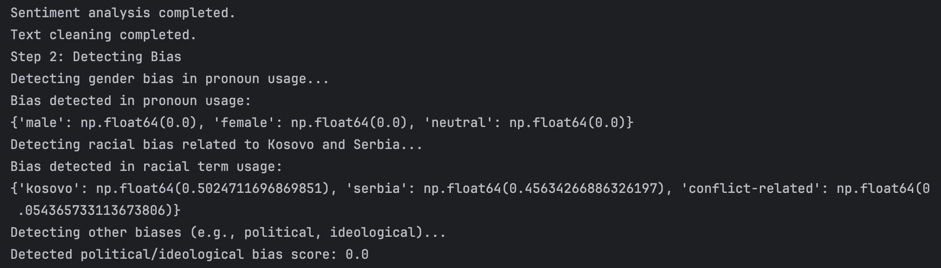 Sentiment analysis completed.
Text cleaning completed.
Step 2: Detecting Bias
Detecting gender bias in pronoun usage...
Bias detected in pronoun usage:
{'male': np.float64(0.0), 'female': np.float64(0.0), 'neutral': np.float64(0.0)}
Detecting racial bias related to Kosovo and Serbia...
Bias detected in racial term usage:
{'kosovo': np.float64(0.5024711696869851), 'serbia': np.float64(0.45634266886326197), 'conflict-related': np.float64(0
.054365733113673806)}
Detecting other biases (e.g., political, ideological)...
Detected political/ideological bias score: 0.0